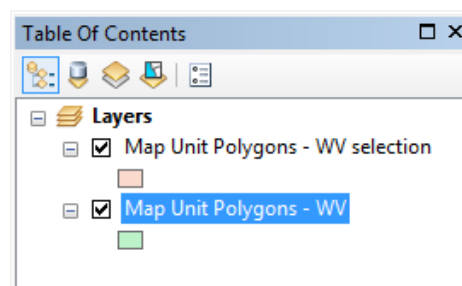 Table Of Contents
Layers
Map Unit Polygons - WV selection
Map Unit Polygons - WV